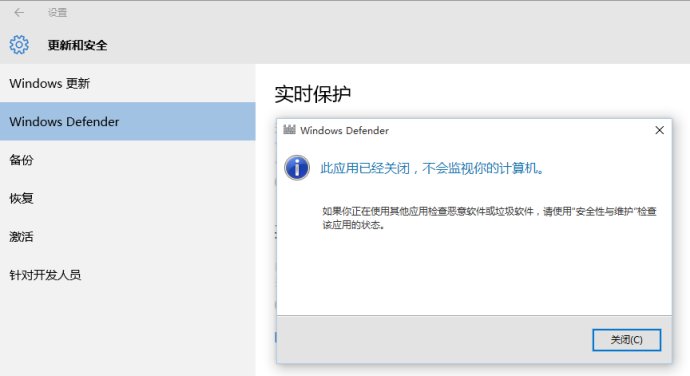 设置
更新和安全
Windows 更新
Windows Defender
备份
恢复
激活
针对开发人员
实时保护
Windows Defender
此应用已经关闭，不会监视你的计算机。
如果你正在使用其他应用检查恶意软件或垃圾软件，请使用"安全性与维护"检查
该应用的状态。
关闭(C)